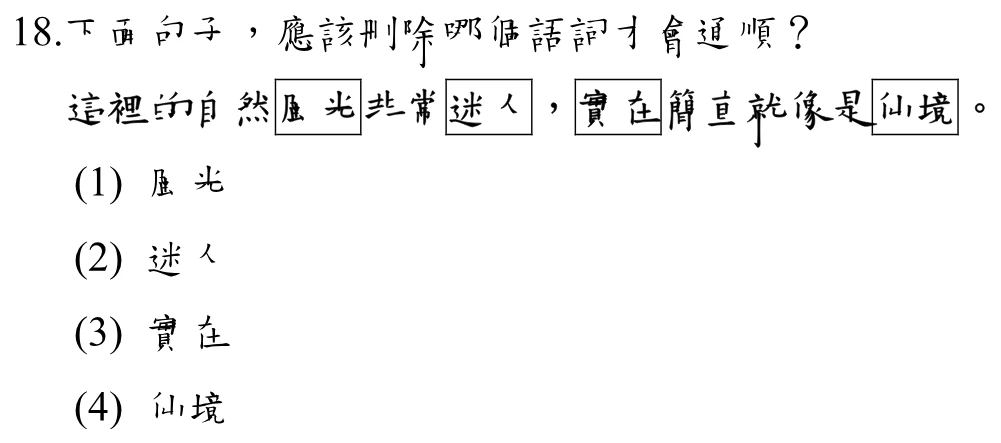 18.下面句子，應該刪除哪個語詞才會通順？
這裡的自然風光非常迷人，實在簡直就像是仙境。
(1) 風光
(2) 迷人
(3) 實在
(4) 仙境